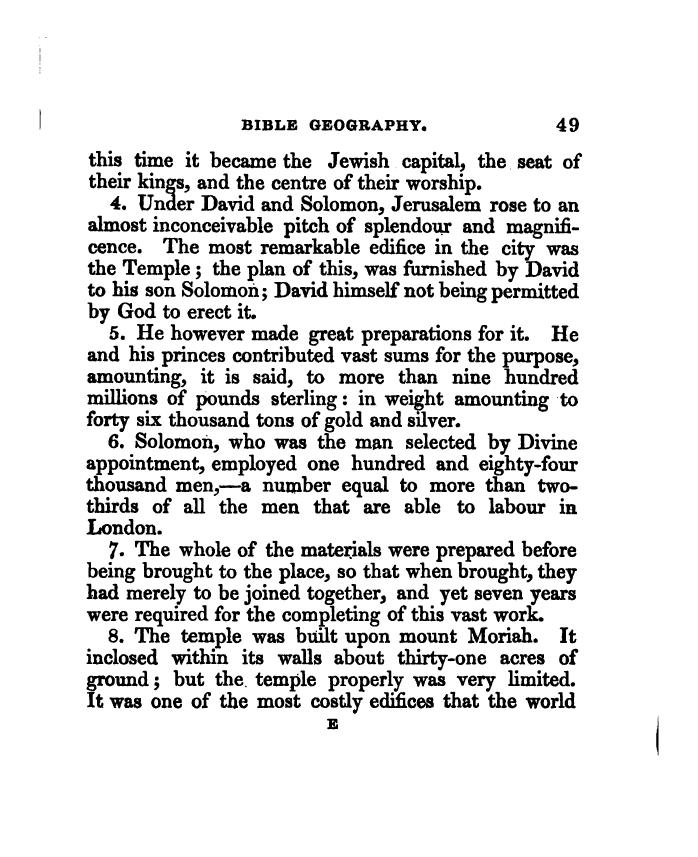 BIBLE GEOGRAPHY. 49
this time it became the Jewish capital, the seat of
their kings, and the centre of their worship.
4. Under David and Solomon, Jerusalem rose to an
almost inconceivable pitch of splendour and magnifi-
cence. The most remarkable edifice in the city was
the Temple; the plan of this, was furnished by David
to his son Solomon; David himself not being permitted
by God to erect it.
5. He however made great preparations for it. He
and his princes contributed vast sums for the purpose,
amounting, it is said, to more than nine hundred
millions of pounds sterling: in weight amounting to
forty six thousand tons of gold and silver.
6. Solomon, who was the man selected by Divine
appointment, employed one hundred and eighty-four
thousand men,—a number equal to more than two-
thirds of all the men that are able to labour in
London.
7. The whole of the materials were prepared before
being brought to the place, so that when brought, they
had merely to be joined together, and yet seven years
were required for the completing of this vast work.
8. The temple was built upon mount Moriah. It
inclosed within its walls about thirty-one acres of
ground; but the temple properly was very limited.
It was one of the most costly edifices that the world
E